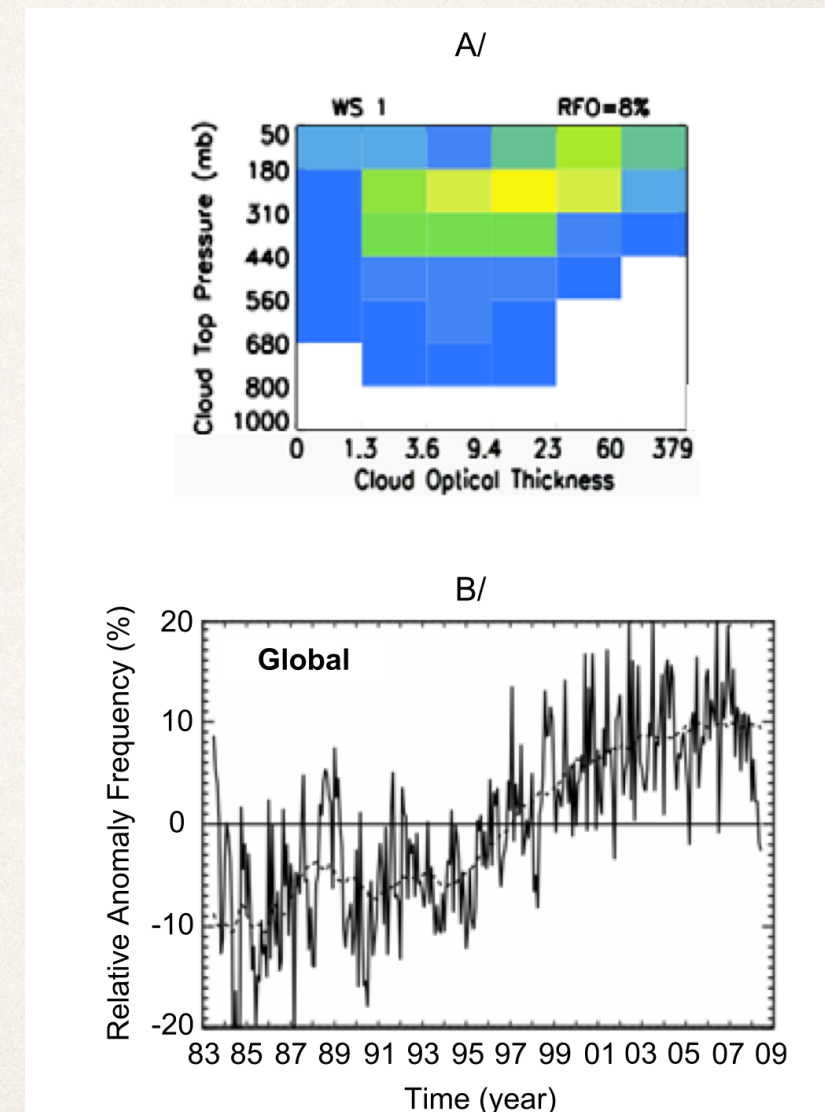 A/
WS 1 RFO=8%
Cloud Top Pressure (mb)
50
180
310
440
560
680
800
1000
0 1.3 3.6 9.4 23 60 379
Cloud Optical Thickness
B/
Relative Anomaly Frequency (%)
Global
20
10
0
-10
-20
83 85 87 89 91 93 95 97 99 01 03 05 07 09
Time (year)